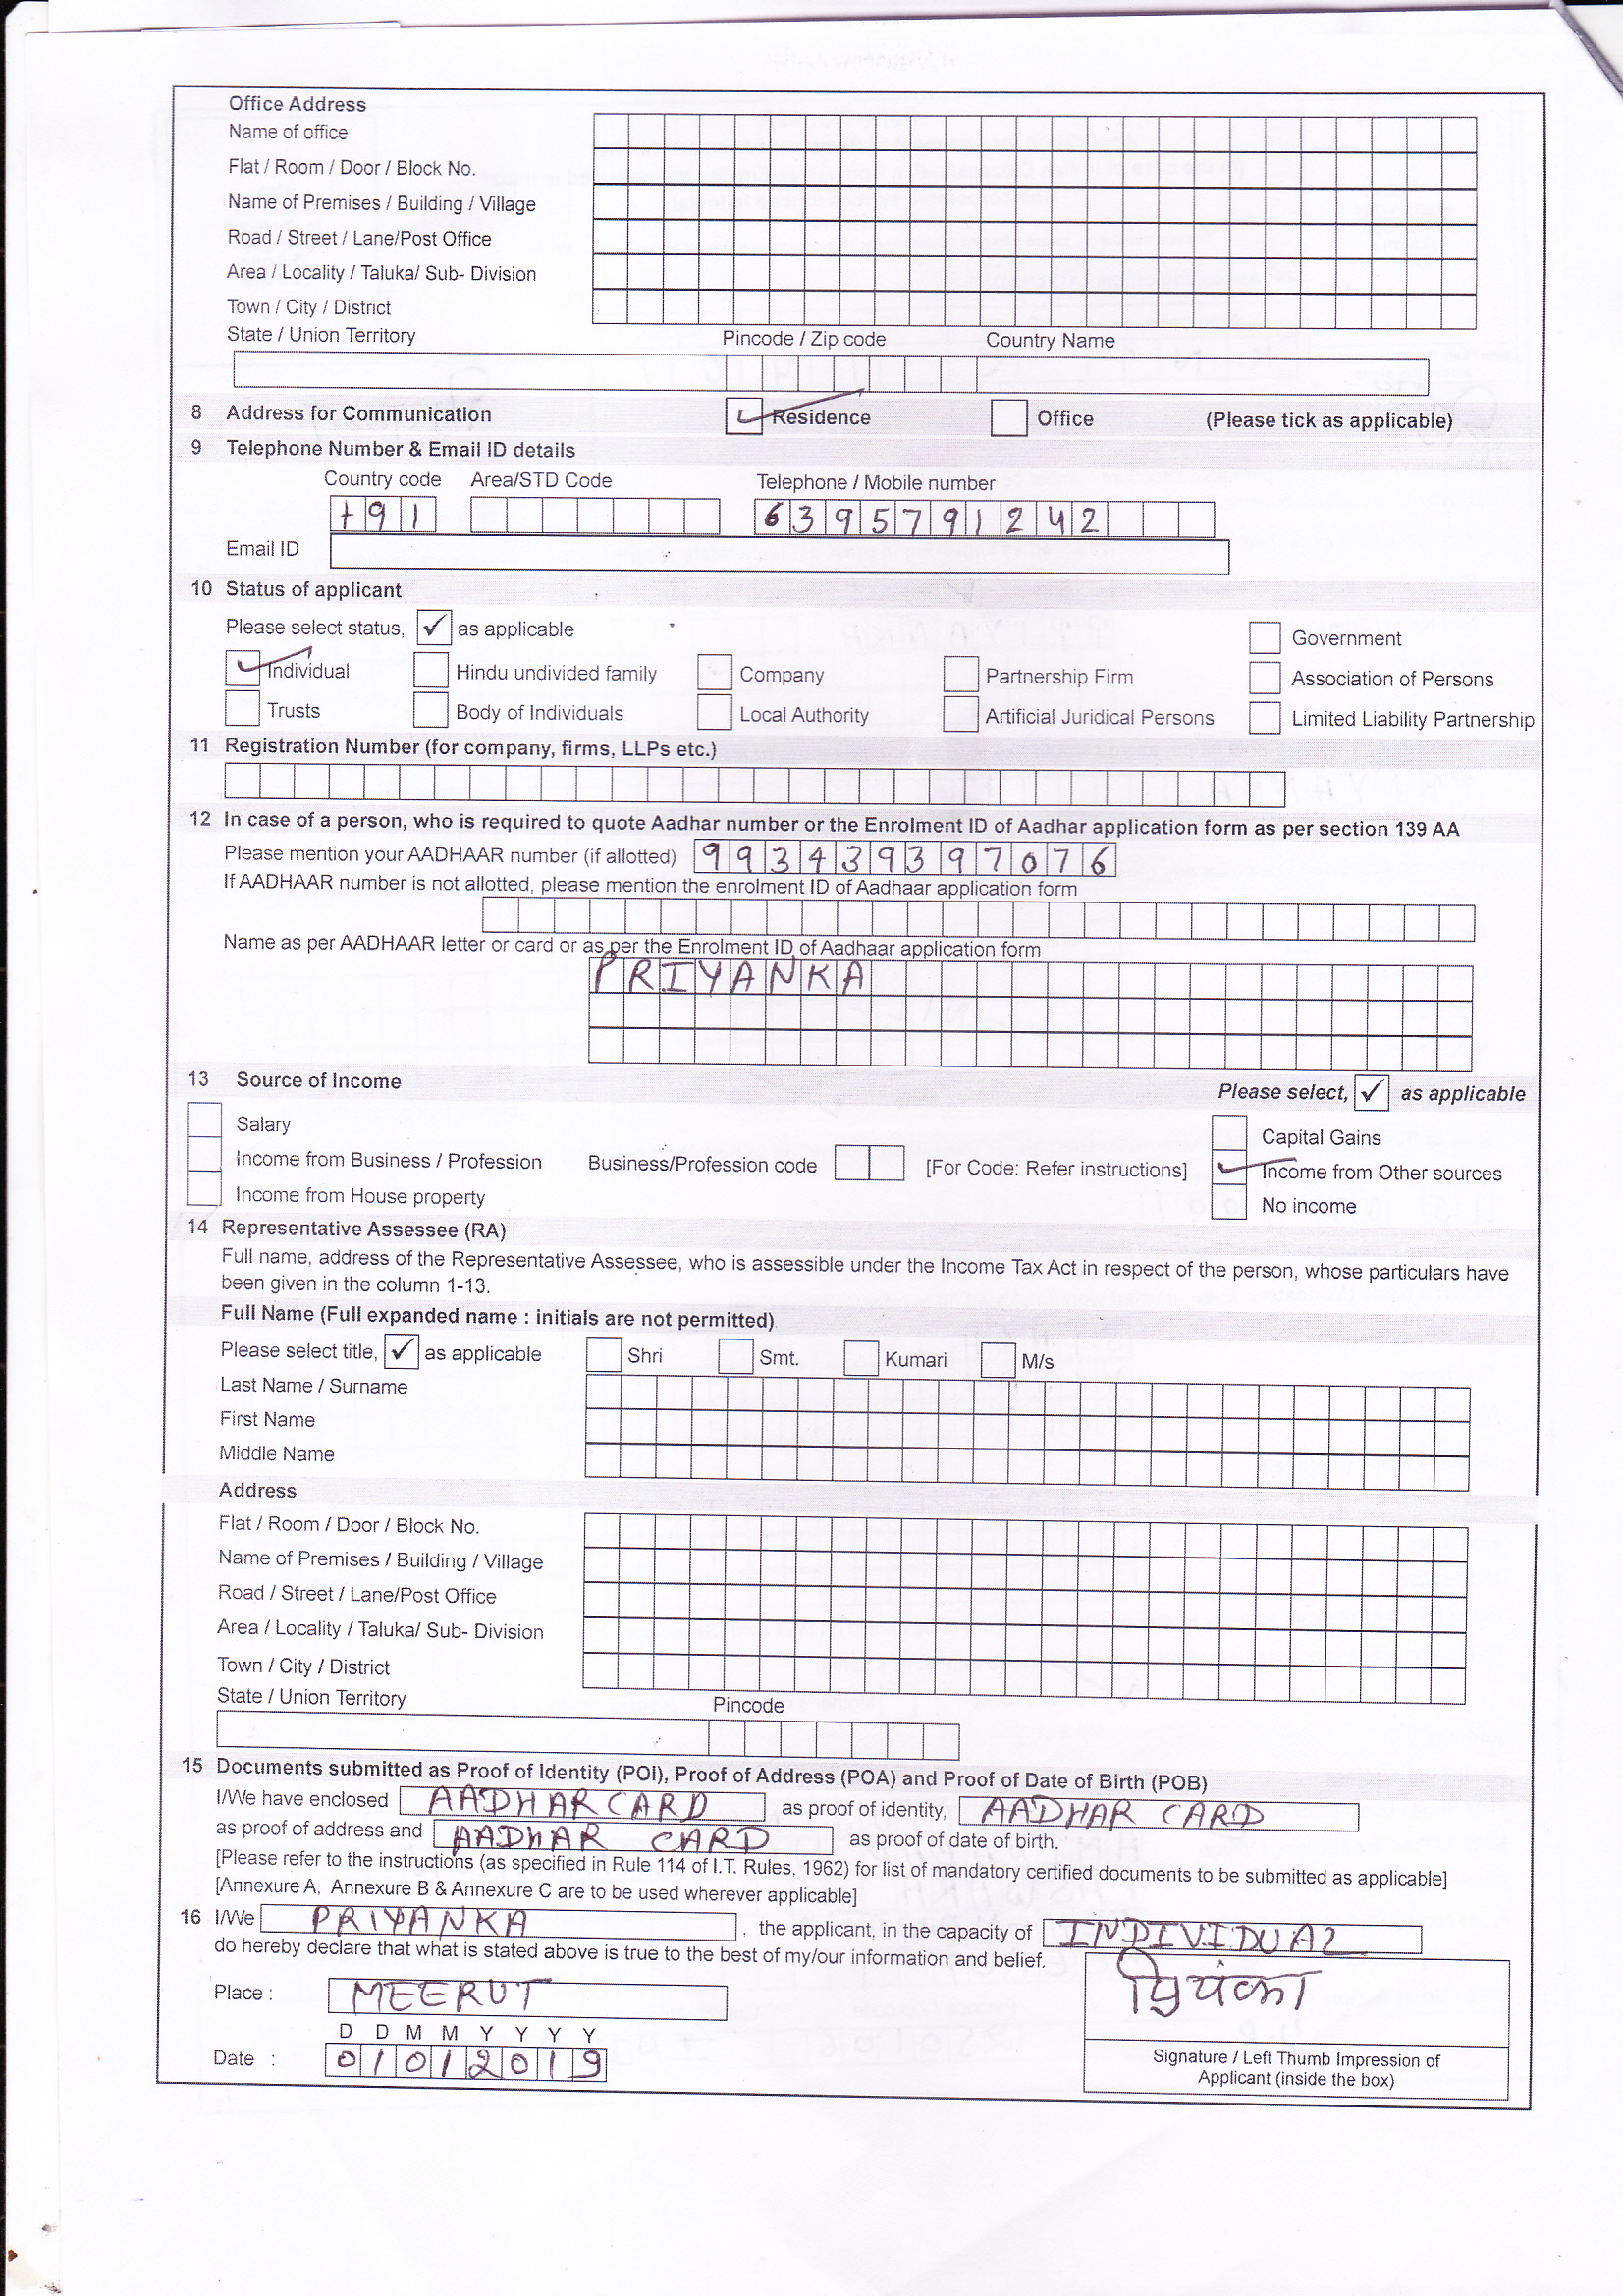 Office Address
Name of office
Flat / Room / Door / Block No.
Name of Premises / Building / Village
Road / Street / Lane/Post Office
Area / Locality / Taluka/ Sub- Division
Town / City / District
State / Union Territory Pincode / Zip code Country Name
8 Address for Communication Residence Office (Please tick as applicable)
9 Telephone Number & Email ID details
Country code Area/STD Code Telephone / Mobile number
+91 6395791242
Email ID
10 Status of applicant
Please select status, ✓ as applicable Government
Individual Hindu undivided family Company Partnership Firm Association of Persons
Trusts Body of Individuals Local Authority Artificial Juridical Persons Limited Liability Partnership
11 Registration Number (for company, firms, LLPs etc.)
12 In case of a person, who is required to quote Aadhar number or the Enrolment ID of Aadhar application form as per section 139 AA
Please mention your AADHAAR number (if allotted) 993439397076
If AADHAAR number is not allotted, please mention the enrolment ID of Aadhaar application form
Name as per AADHAAR letter or card or as per the Enrolment ID of Aadhaar application form
PRIYANKA
13 Source of Income Please select, ✓ as applicable
Salary Capital Gains
Income from Business / Profession Business/Profession code [For Code: Refer instructions] Income from Other sources
Income from House property No income
14 Representative Assessee (RA)
Full name, address of the Representative Assessee, who is assessible under the Income Tax Act in respect of the person, whose particulars have
been given in the column 1-13.
Full Name (Full expanded name : initials are not permitted)
Please select title, ✓ as applicable Shri Smt. Kumari M/s
Last Name / Surname
First Name
Middle Name
Address
Flat / Room / Door / Block No.
Name of Premises / Building / Village
Road / Street / Lane/Post Office
Area / Locality / Taluka/ Sub- Division
Town / City / District
State / Union Territory Pincode
15 Documents submitted as Proof of Identity (POI), Proof of Address (POA) and Proof of Date of Birth (POB)
I/We have enclosed AADHAR CARD as proof of identity, AADHAR CARD
as proof of address and AADHAR CARD as proof of date of birth.
[Please refer to the instructions (as specified in Rule 114 of I.T. Rules, 1962) for list of mandatory certified documents to be submitted as applicable]
[Annexure A, Annexure B & Annexure C are to be used wherever applicable]
16 I/We PRIYANKA , the applicant, in the capacity of INDIVIDUAL
do hereby declare that what is stated above is true to the best of my/our information and belief.
प्रियंका
Place : MEERUT
D D M M Y Y Y Y
Date : 01012019
Signature / Left Thumb Impression of
Applicant (inside the box)